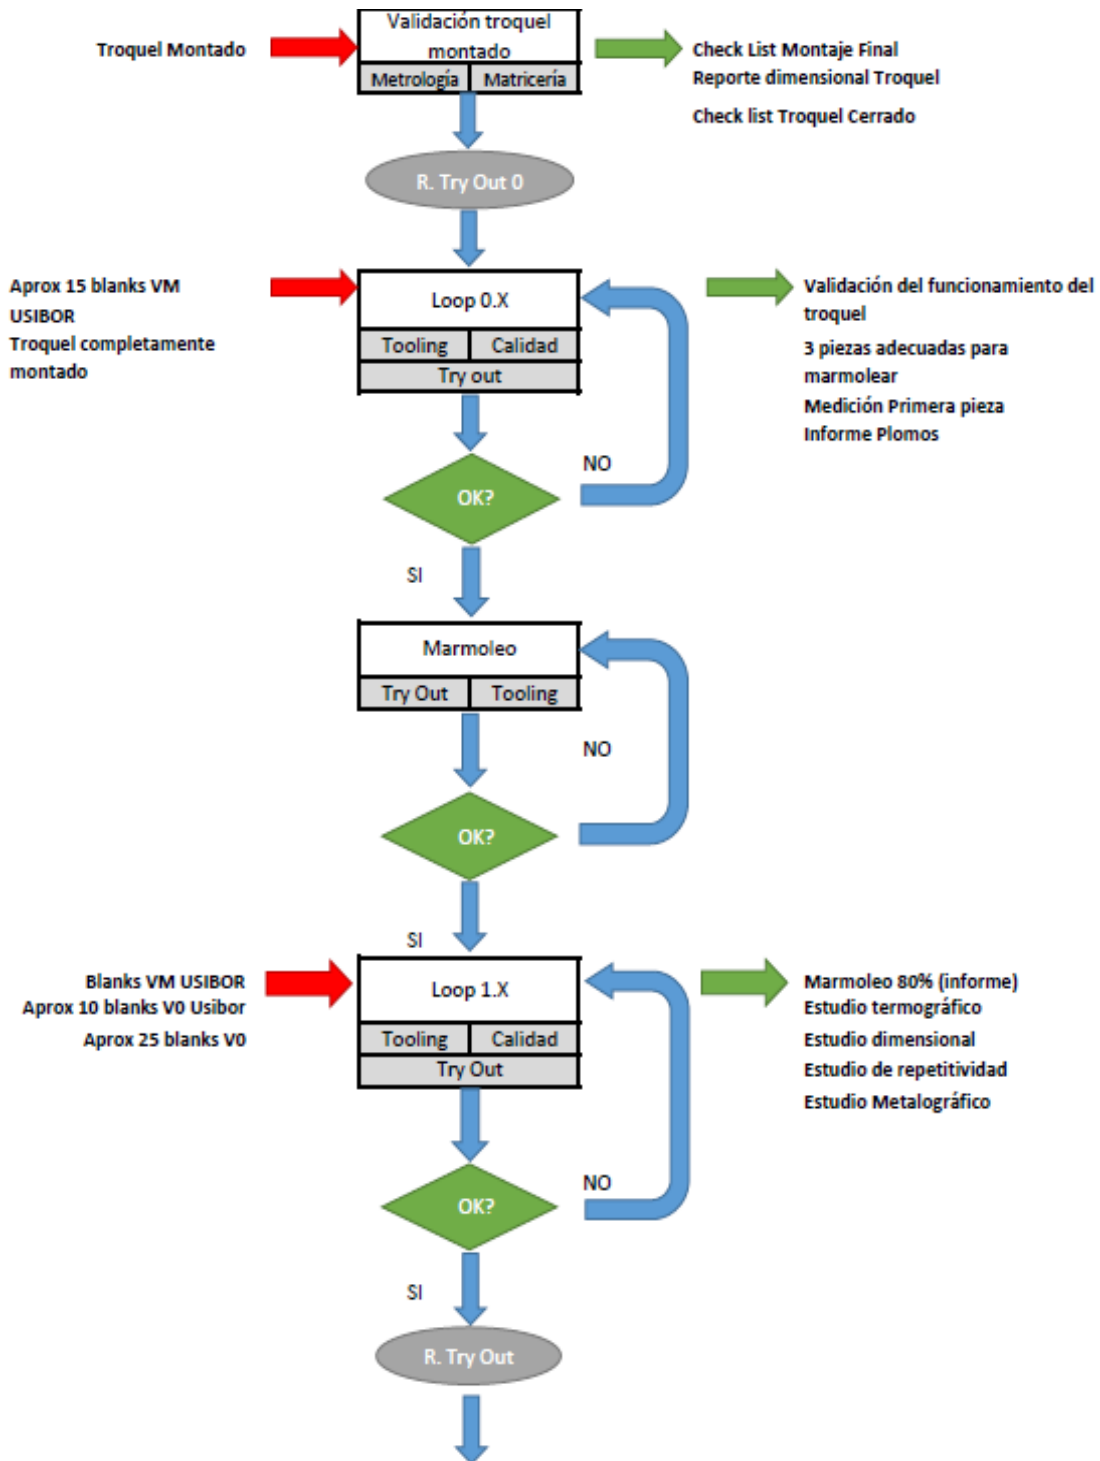 Validación troquel
montado
Troquel Montado
Metrología
Matricería
Check List Montaje Final
Reporte dimensional Troquel
Check list Troquel Cerrado
R. Try Out 0
Aprox 15 blanks VM
USIBOR
Troquel completamente
montado
Loop 0.X
Tooling
Calidad
Try out
Validación del funcionamiento del
troquel
3 piezas adecuadas para
marmolear
Medición Primera pieza
Informe Plomos
NO
OK?
SI
Marmoleo
Try Out
Tooling
NO
OK?
SI
Blanks VM USIBOR
Aprox 10 blanks V0 Usibor
Aprox 25 blanks V0
Loop 1.X
Tooling
Calidad
Try Out
Marmoleo 80% (informe)
Estudio termográfico
Estudio dimensional
Estudio de repetitividad
Estudio Metalográfico
NO
OK?
SI
R. Try Out